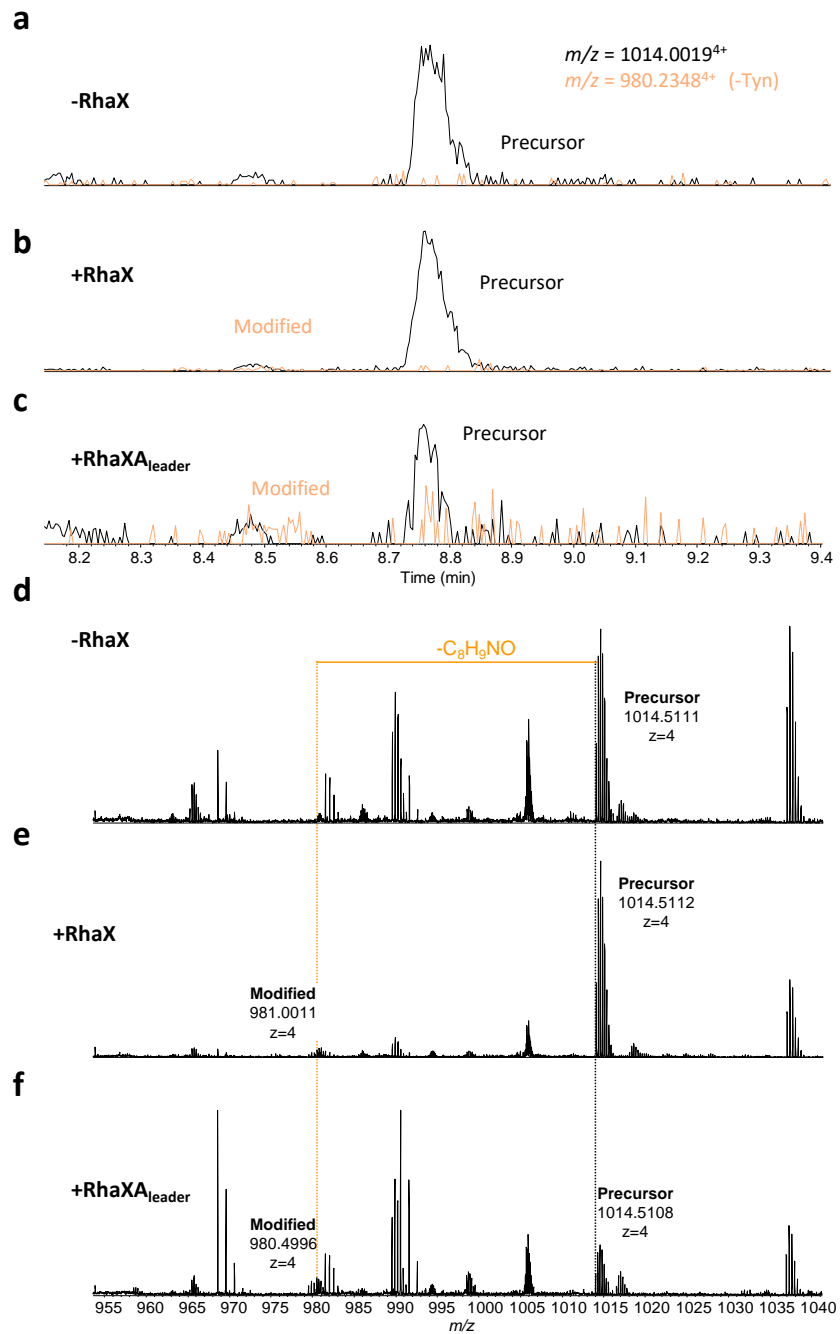 a
m/z = 1014.0019⁴⁺
m/z = 980.2348⁴⁺ (-Tyn)
-RhaX
Precursor
b
+RhaX
Precursor
Modified
c
+RhaXA_leader
Precursor
Modified
8.2 8.3 8.4 8.5 8.6 8.7 8.8 8.9 9.0 9.1 9.2 9.3 9.4
Time (min)
d
-RhaX
-C₈H₉NO
Precursor
1014.5111
z=4
e
+RhaX
Precursor
1014.5112
z=4
Modified
981.0011
z=4
f
+RhaXA_leader
Modified
980.4996
z=4
Precursor
1014.5108
z=4
955 960 965 970 975 980 985 990 995 1000 1005 1010 1015 1020 1025 1030 1035 1040
m/z